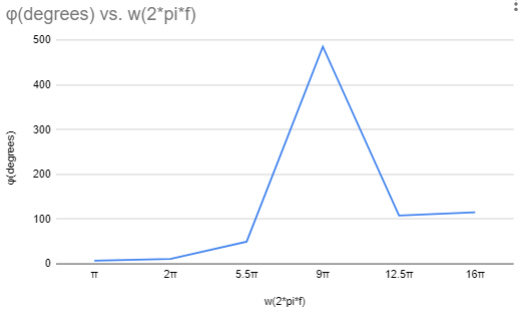 φ(degrees) vs. w(2*pi*f)
500
400
300
200
100
0
φ(degrees)
π
2π
5.5π
9π
12.5π
16π
w(2*pi*f)